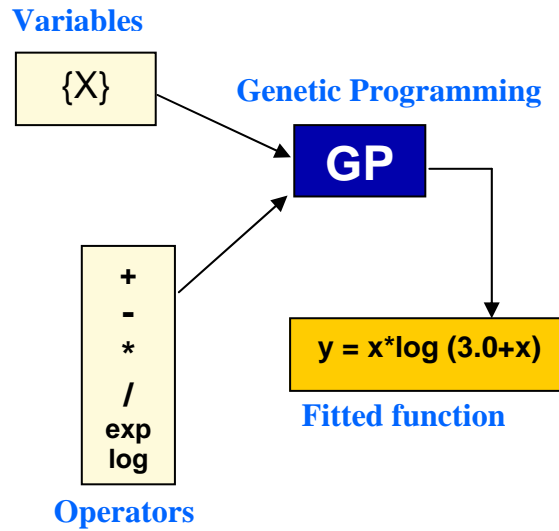 Variables
{X}
Genetic Programming
GP
+
-
*
/
exp
log
Operators
y = x*log (3.0+x)
Fitted function